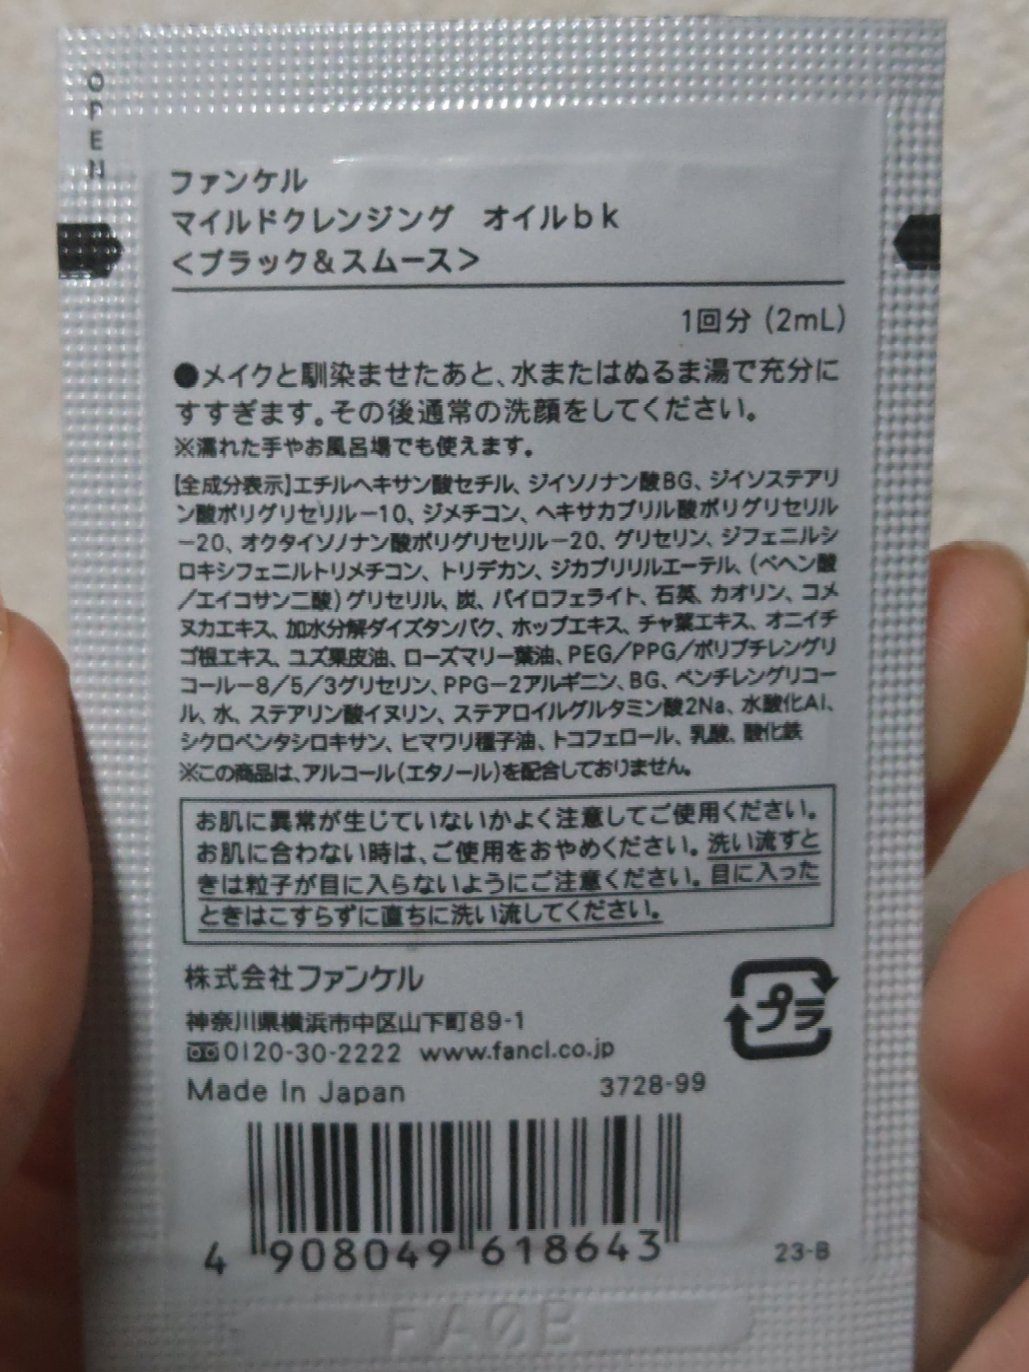 OPEN
ファンケル
マイルドクレンジング オイルbk
<ブラック&スムース>
1回分(2mL)
●メイクと馴染ませたあと、水またはぬるま湯で充分に
すすぎます。その後通常の洗顔をしてください。
※濡れた手やお風呂場でも使えます。
【全成分表示】エチルヘキサン酸セチル、ジイソノナン酸BG、ジイソステアリ
ン酸ポリグリセリル-10、ジメチコン、ヘキサカプリル酸ポリグリセリル
-20、オクタイソノナン酸ポリグリセリル-20、グリセリン、ジフェニルシ
ロキシフェニルトリメチコン、トリデカン、ジカプリリルエーテル、(ベヘン酸
/エイコサン二酸)グリセリル、炭、パイロフェライト、石英、カオリン、コメ
ヌカエキス、加水分解ダイズタンパク、ホップエキス、チャ葉エキス、オニイチ
ゴ根エキス、ユズ果皮油、ローズマリー葉油、PEG/PPG/ポリブチレングリ
コール-8/5/3グリセリン、PPG-2アルギニン、BG、ペンチレングリコー
ル、水、ステアリン酸イヌリン、ステアロイルグルタミン酸2Na、水酸化Al、
シクロペンタシロキサン、ヒマワリ種子油、トコフェロール、乳酸、酸化鉄
※この商品は、アルコール(エタノール)を配合しておりません。
お肌に異常が生じていないかよく注意してご使用ください。
お肌に合わない時は、ご使用をおやめください。洗い流すと
きは粒子が目に入らないようにご注意ください。目に入った
ときはこすらずに直ちに洗い流してください。
株式会社ファンケル
神奈川県横浜市中区山下町89-1
0120-30-2222 www.fancl.co.jp
プラ
Made In Japan 3728-99
4 908049 618643
23-B
FA0B